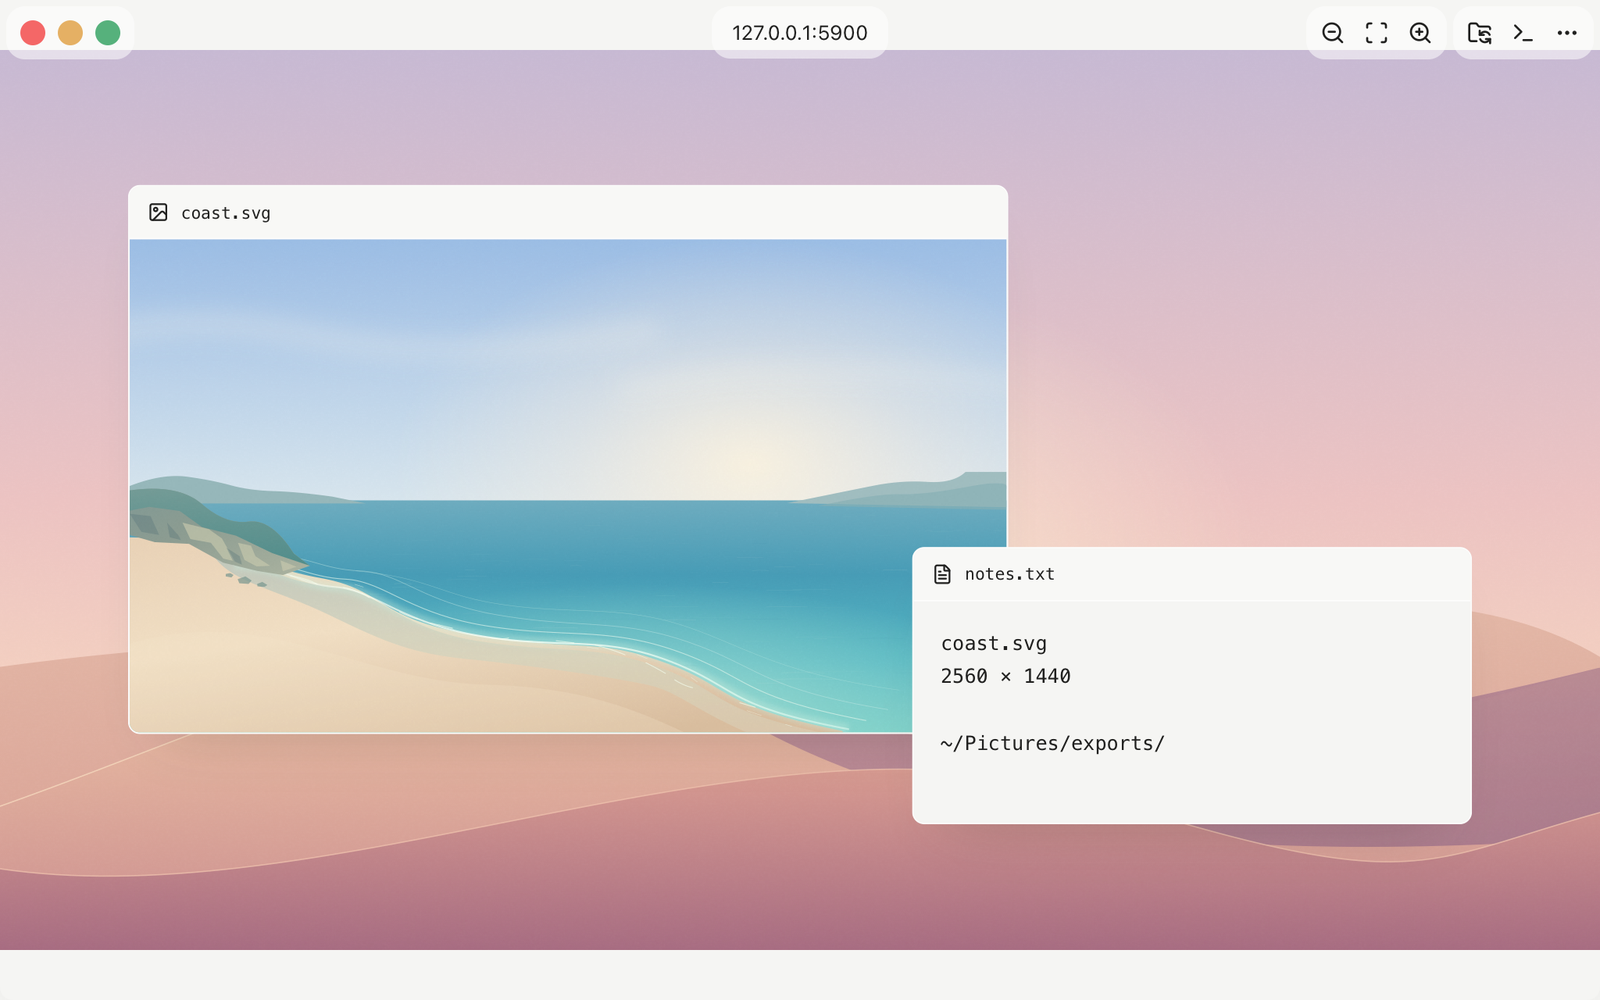 127.0.0.1:5900
coast.svg
notes.txt
coast.svg
2560 × 1440
~/Pictures/exports/